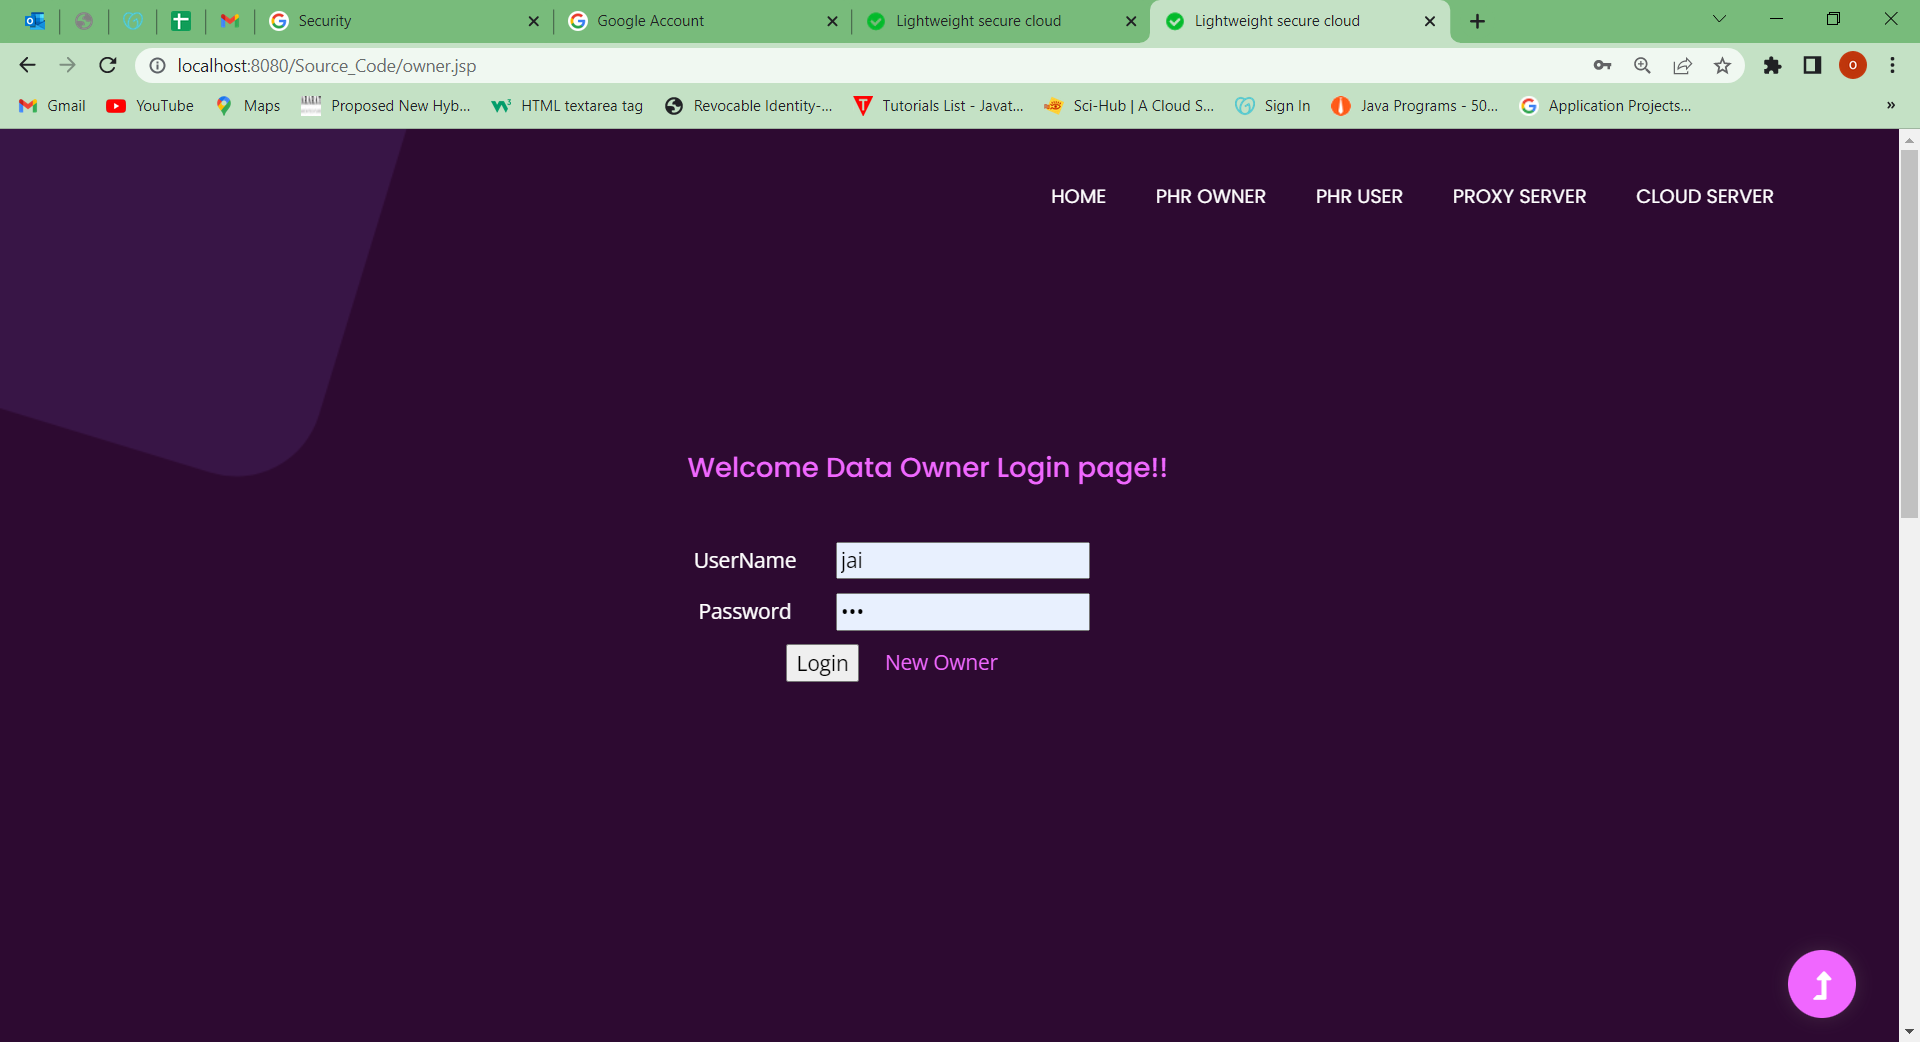 Security
Google Account
Lightweight secure cloud
Lightweight secure cloud
localhost:8080/Source_Code/owner.jsp
O
Gmail
YouTube
Maps
Proposed New Hyb...
HTML textarea tag
Revocable Identity-...
Tutorials List - Javat...
Sci-Hub | A Cloud S...
Sign In
Java Programs - 50...
Application Projects...
»
HOME
PHR OWNER
PHR USER
PROXY SERVER
CLOUD SERVER
Welcome Data Owner Login page!!
UserName
jai
Password
•••
Login
New Owner